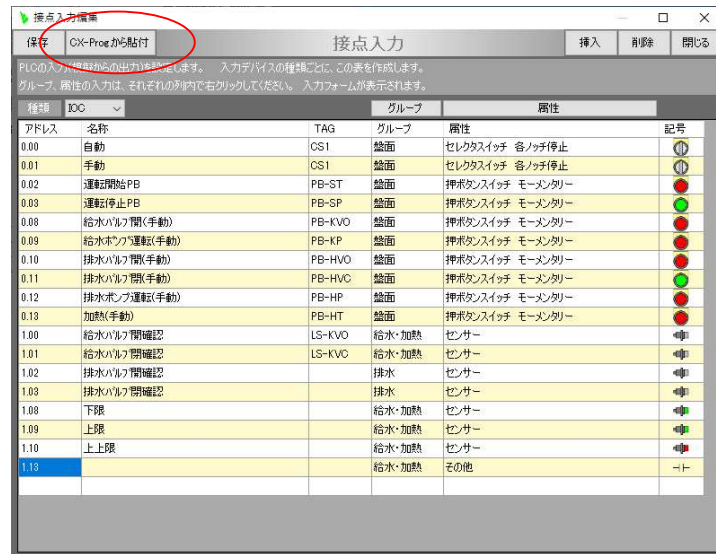 接点入力編集
保存 CX-Progから貼付 接点入力 挿入 削除 閉じる
PLCの入力(模擬からの出力)を設定します。 入力デバイスの種類ごとに、この表を作成します。
グループ、属性の入力は、それぞれの列内で右クリックしてください。 入力フォームが表示されます。
種類 IOC グループ 属性
アドレス 名称 TAG グループ 属性 記号
0.00 自動 CS1 盤面 セレクタスイッチ 各ノッチ停止
0.01 手動 CS1 盤面 セレクタスイッチ 各ノッチ停止
0.02 運転開始PB PB-ST 盤面 押ボタンスイッチ モーメンタリー
0.03 運転停止PB PB-SP 盤面 押ボタンスイッチ モーメンタリー
0.08 給水バルブ開(手動) PB-KVO 盤面 押ボタンスイッチ モーメンタリー
0.09 給水ポンプ運転(手動) PB-KP 盤面 押ボタンスイッチ モーメンタリー
0.10 排水バルブ開(手動) PB-HVO 盤面 押ボタンスイッチ モーメンタリー
0.11 排水バルブ閉(手動) PB-HVC 盤面 押ボタンスイッチ モーメンタリー
0.12 排水ポンプ運転(手動) PB-HP 盤面 押ボタンスイッチ モーメンタリー
0.13 加熱(手動) PB-HT 盤面 押ボタンスイッチ モーメンタリー
1.00 給水バルブ開確認 LS-KVO 給水・加熱 センサー
1.01 給水バルブ閉確認 LS-KVC 給水・加熱 センサー
1.02 排水バルブ開確認 排水 センサー
1.03 排水バルブ閉確認 排水 センサー
1.08 下限 給水・加熱 センサー
1.09 上限 給水・加熱 センサー
1.10 上上限 給水・加熱 センサー
1.13 給水・加熱 その他